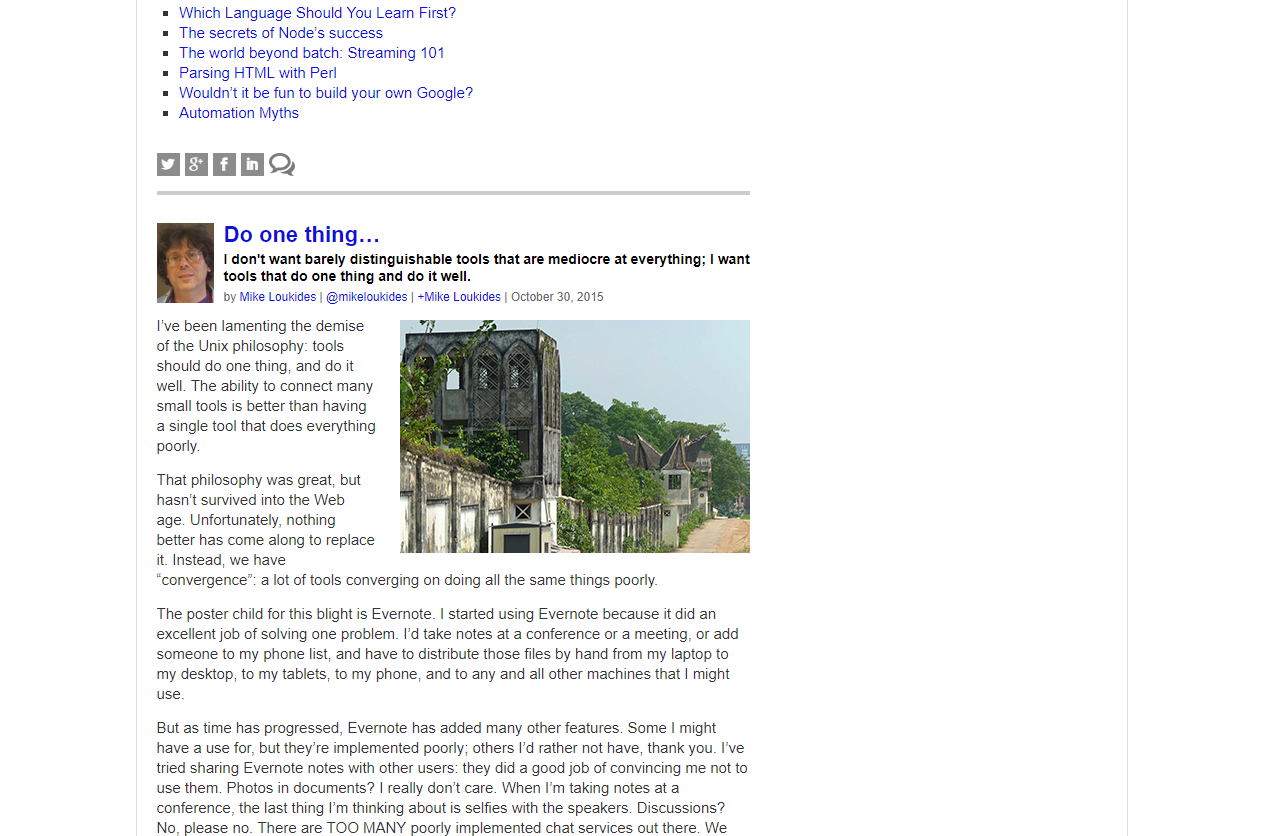 Which Language Should You Learn First?
The secrets of Node’s success
The world beyond batch: Streaming 101
Parsing HTML with Perl
Wouldn’t it be fun to build your own Google?
Automation Myths
Do one thing…
I don't want barely distinguishable tools that are mediocre at everything; I want
tools that do one thing and do it well.
by Mike Loukides | @mikeloukides | +Mike Loukides | October 30, 2015
I’ve been lamenting the demise
of the Unix philosophy: tools
should do one thing, and do it
well. The ability to connect many
small tools is better than having
a single tool that does everything
poorly.
That philosophy was great, but
hasn’t survived into the Web
age. Unfortunately, nothing
better has come along to replace
it. Instead, we have
“convergence”: a lot of tools converging on doing all the same things poorly.
The poster child for this blight is Evernote. I started using Evernote because it did an
excellent job of solving one problem. I’d take notes at a conference or a meeting, or add
someone to my phone list, and have to distribute those files by hand from my laptop to
my desktop, to my tablets, to my phone, and to any and all other machines that I might
use.
But as time has progressed, Evernote has added many other features. Some I might
have a use for, but they’re implemented poorly; others I’d rather not have, thank you. I’ve
tried sharing Evernote notes with other users: they did a good job of convincing me not to
use them. Photos in documents? I really don’t care. When I’m taking notes at a
conference, the last thing I’m thinking about is selfies with the speakers. Discussions?
No, please no. There are TOO MANY poorly implemented chat services out there. We